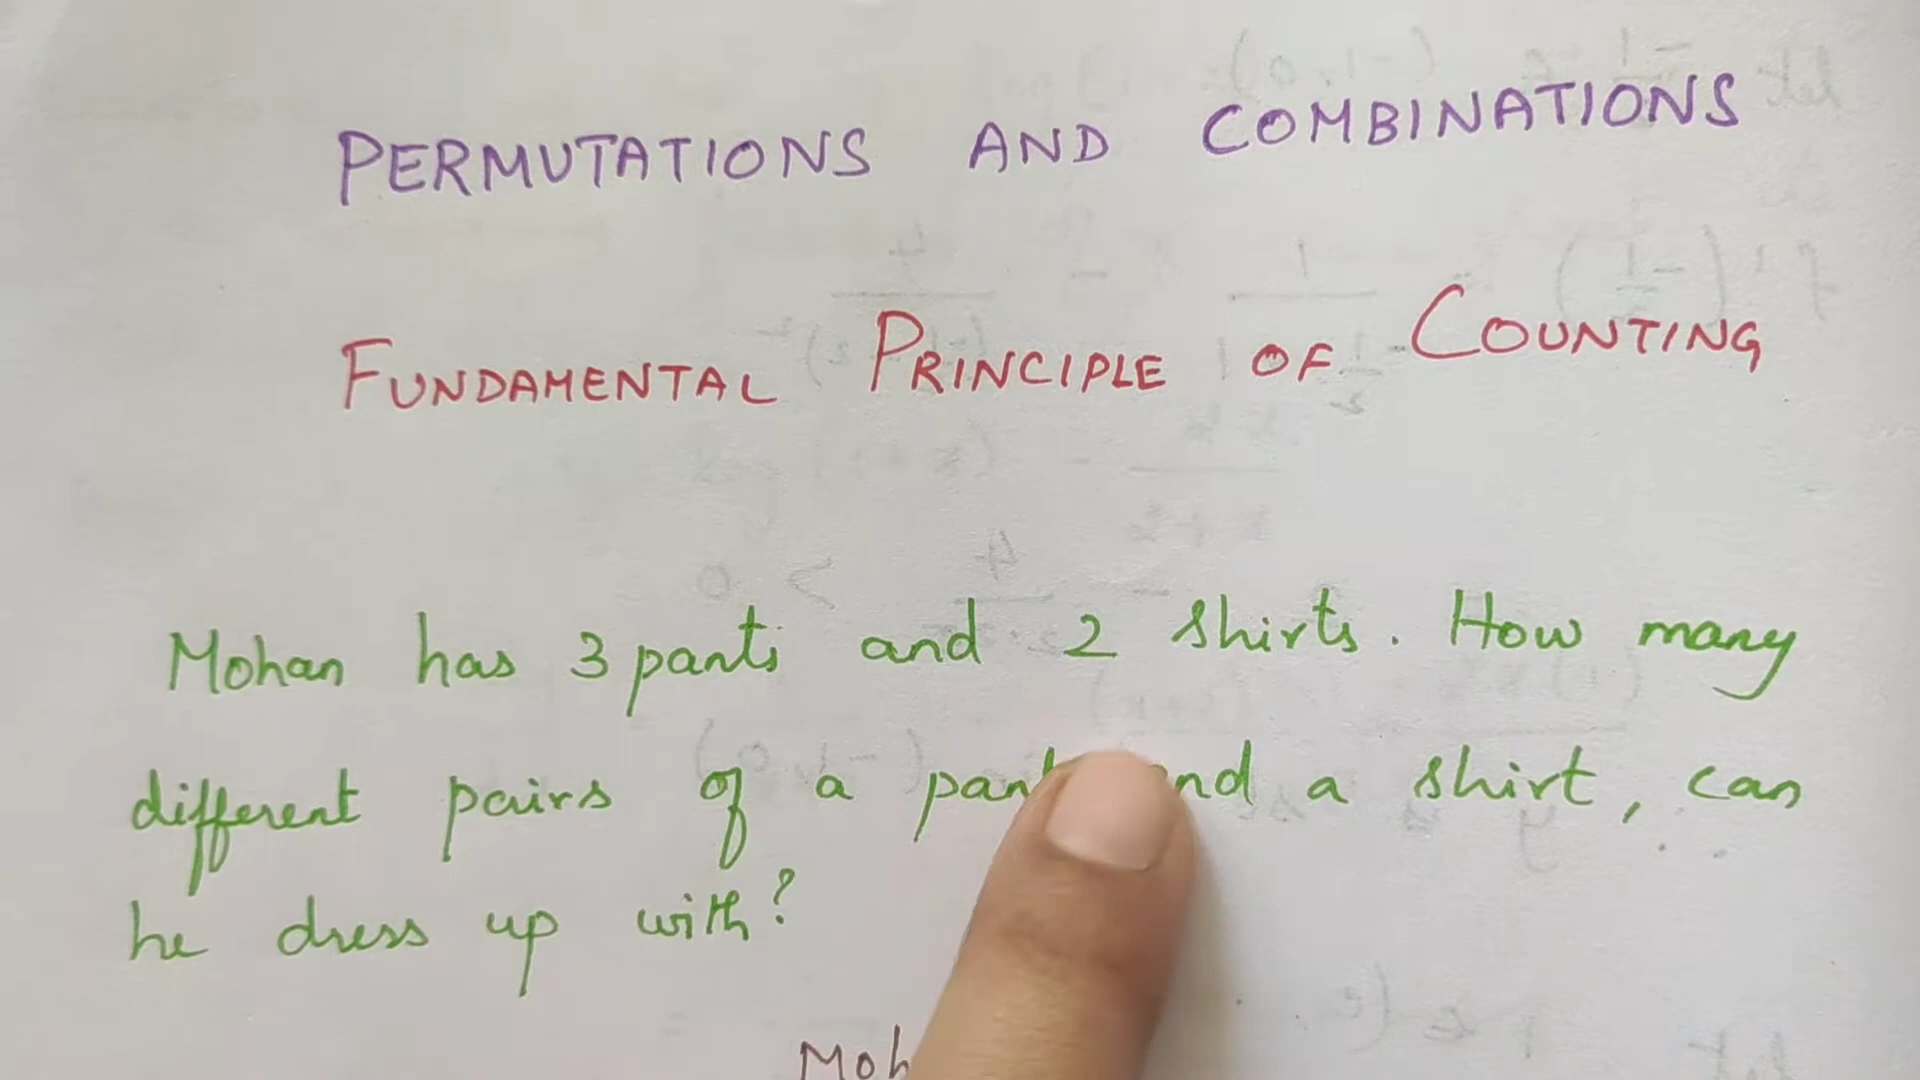 PERMUTATIONS AND COMBINATIONS
FUNDAMENTAL PRINCIPLE OF COUNTING
Mohan has 3 pants and 2 shirts. How many
different pairs of a and a shirt, can
he dress up with?